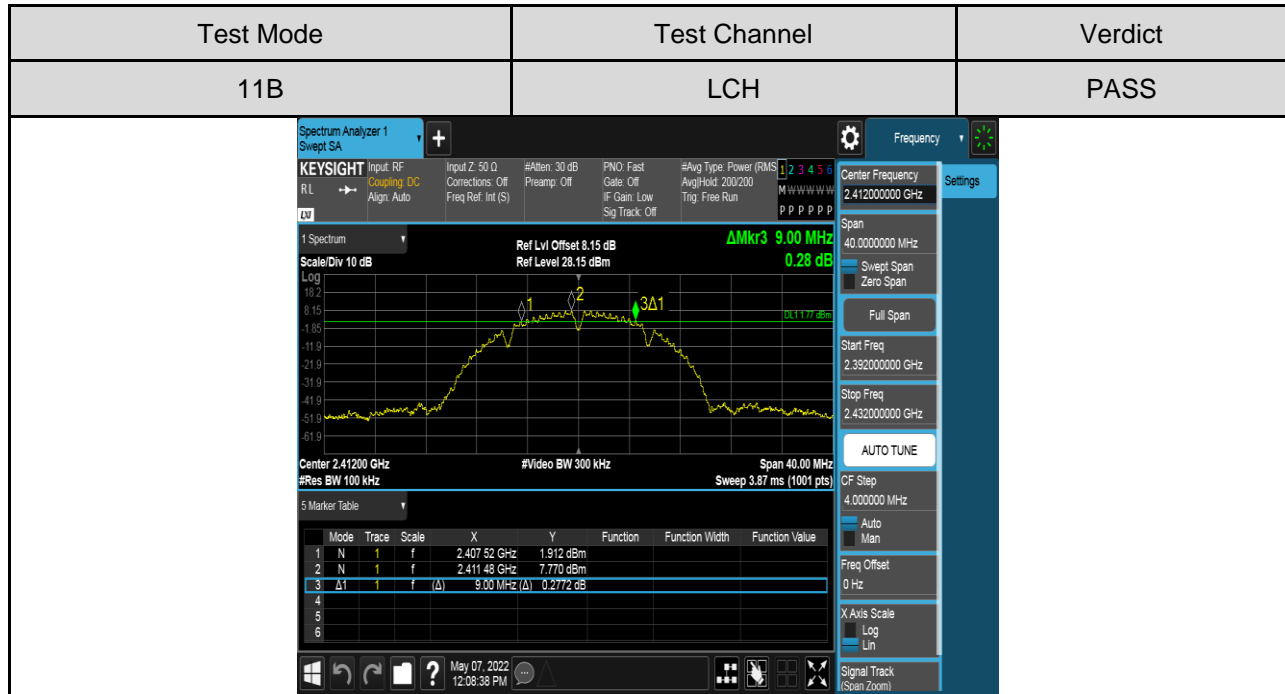 Test Mode Test Channel Verdict
11B LCH PASS
Spectrum Analyzer 1
Swept SA
+
Frequency
KEYSIGHT
RL
LXI
Input: RF
Coupling: DC
Align: Auto
Input Z: 50 Ω
Corrections: Off
Freq Ref: Int (S)
#Atten: 30 dB
Preamp: Off
PNO: Fast
Gate: Off
IF Gain: Low
Sig Track: Off
#Avg Type: Power (RMS
Avg|Hold: 200/200
Trig: Free Run
1 2 3 4 5 6
M W W W W W
P P P P P P
1 Spectrum
Scale/Div 10 dB
Ref Lvl Offset 8.15 dB
Ref Level 28.15 dBm
ΔMkr3 9.00 MHz
0.28 dB
Log
18.2
8.15
-1.85
-11.9
-21.9
-31.9
-41.9
-51.9
-61.9
1
2
3Δ1
DL1 1.77 dBm
Center 2.41200 GHz
#Res BW 100 kHz
#Video BW 300 kHz
Span 40.00 MHz
Sweep 3.87 ms (1001 pts)
5 Marker Table
Mode Trace Scale X Y Function Function Width Function Value
1 N 1 f 2.407 52 GHz 1.912 dBm
2 N 1 f 2.411 48 GHz 7.770 dBm
3 Δ1 1 f (Δ) 9.00 MHz (Δ) 0.2772 dB
4
5
6
?
May 07, 2022
12:08:38 PM
Center Frequency
2.412000000 GHz
Settings
Span
40.0000000 MHz
Swept Span
Zero Span
Full Span
Start Freq
2.392000000 GHz
Stop Freq
2.432000000 GHz
AUTO TUNE
CF Step
4.000000 MHz
Auto
Man
Freq Offset
0 Hz
X Axis Scale
Log
Lin
Signal Track
(Span Zoom)